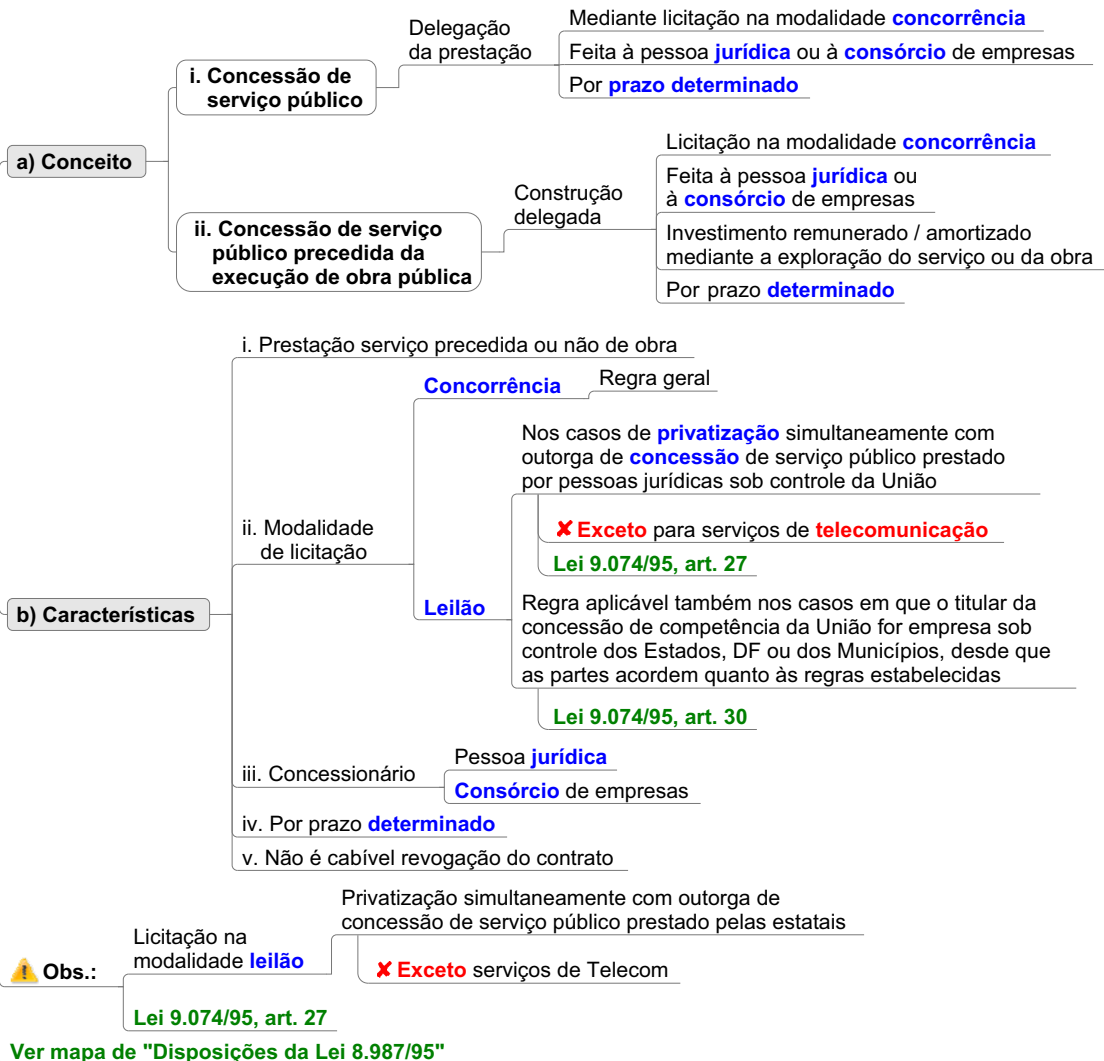 a) Conceito
i. Concessão de
serviço público
Delegação
da prestação
Mediante licitação na modalidade concorrência
Feita à pessoa jurídica ou à consórcio de empresas
Por prazo determinado
ii. Concessão de serviço
público precedida da
execução de obra pública
Construção
delegada
Licitação na modalidade concorrência
Feita à pessoa jurídica ou
à consórcio de empresas
Investimento remunerado / amortizado
mediante a exploração do serviço ou da obra
Por prazo determinado
b) Características
i. Prestação serviço precedida ou não de obra
ii. Modalidade
de licitação
Concorrência
Regra geral
Leilão
Nos casos de privatização simultaneamente com
outorga de concessão de serviço público prestado
por pessoas jurídicas sob controle da União
✘ Exceto para serviços de telecomunicação
Lei 9.074/95, art. 27
Regra aplicável também nos casos em que o titular da
concessão de competência da União for empresa sob
controle dos Estados, DF ou dos Municípios, desde que
as partes acordem quanto às regras estabelecidas
Lei 9.074/95, art. 30
iii. Concessionário
Pessoa jurídica
Consórcio de empresas
iv. Por prazo determinado
v. Não é cabível revogação do contrato
Obs.:
Licitação na
modalidade leilão
Privatização simultaneamente com outorga de
concessão de serviço público prestado pelas estatais
✘ Exceto serviços de Telecom
Lei 9.074/95, art. 27
Ver mapa de "Disposições da Lei 8.987/95"